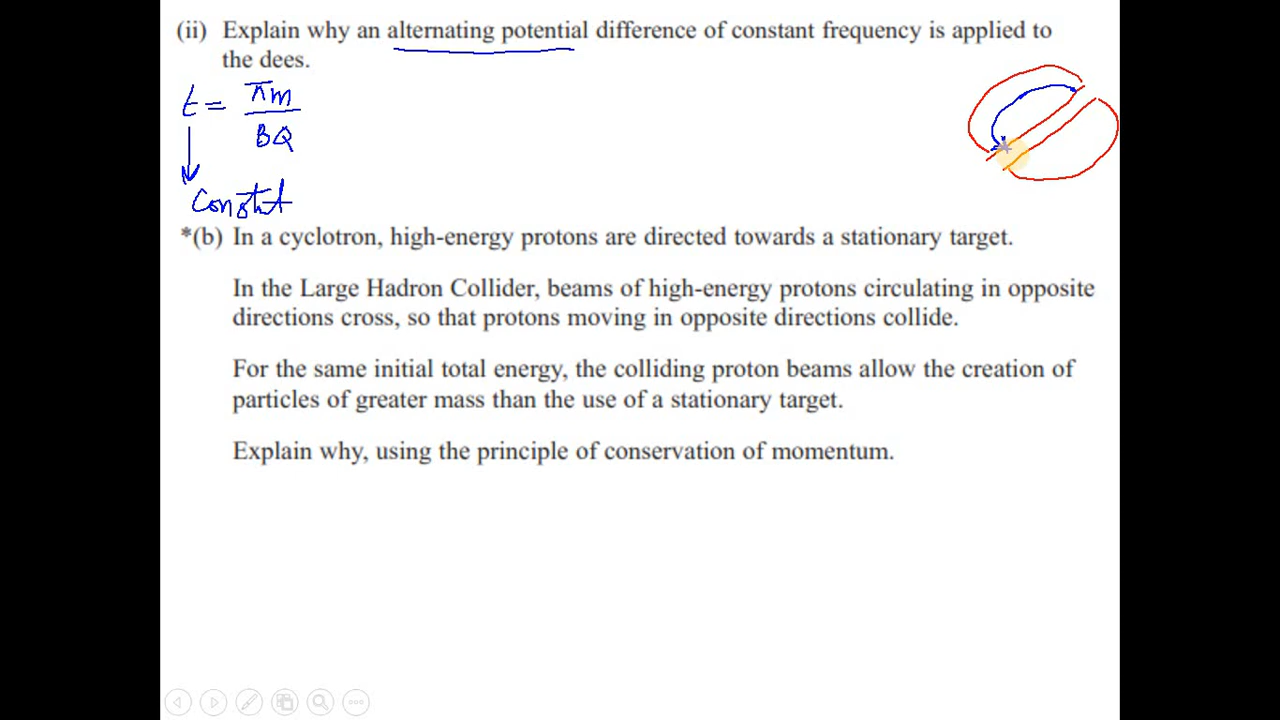 (ii) Explain why an alternating potential difference of constant frequency is applied to
the dees.
t = πm
BQ
Constt
*(b) In a cyclotron, high-energy protons are directed towards a stationary target.
In the Large Hadron Collider, beams of high-energy protons circulating in opposite
directions cross, so that protons moving in opposite directions collide.
For the same initial total energy, the colliding proton beams allow the creation of
particles of greater mass than the use of a stationary target.
Explain why, using the principle of conservation of momentum.